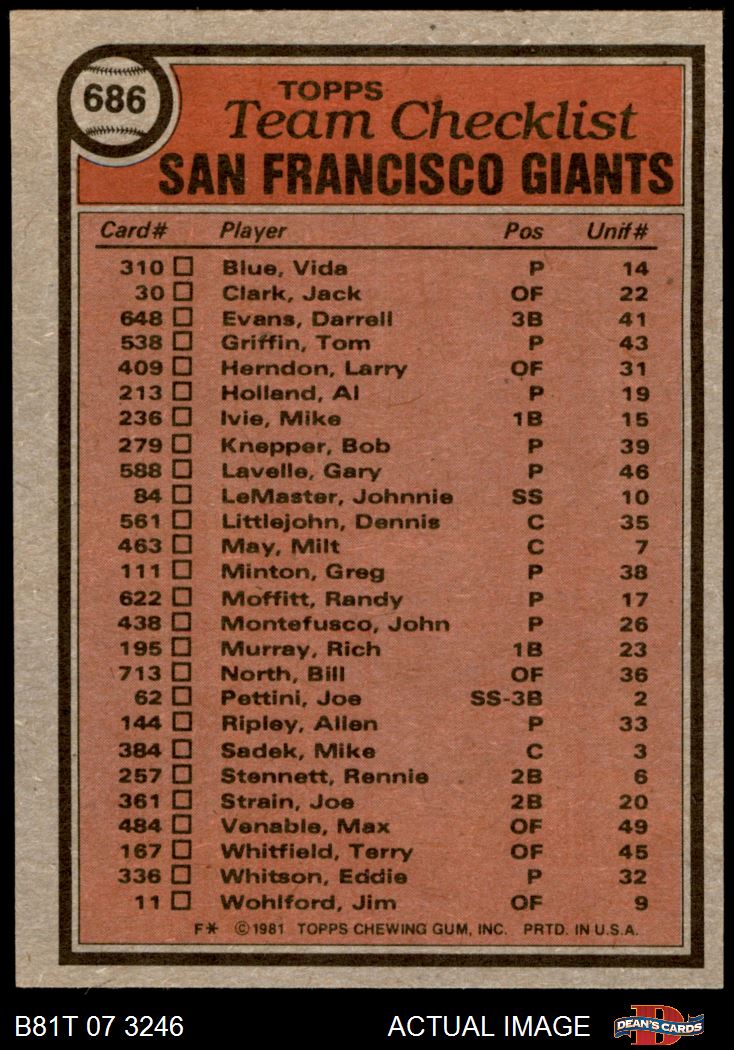 686
TOPPS
Team Checklist
SAN FRANCISCO GIANTS
Card# Player Pos Unif#
310 Blue, Vida P 14
30 Clark, Jack OF 22
648 Evans, Darrell 3B 41
538 Griffin, Tom P 43
409 Herndon, Larry OF 31
213 Holland, Al P 19
236 Ivie, Mike 1B 15
279 Knepper, Bob P 39
588 Lavelle, Gary P 46
84 LeMaster, Johnnie SS 10
561 Littlejohn, Dennis C 35
463 May, Milt C 7
111 Minton, Greg P 38
622 Moffitt, Randy P 17
438 Montefusco, John P 26
195 Murray, Rich 1B 23
713 North, Bill OF 36
62 Pettini, Joe SS-3B 2
144 Ripley, Allen P 33
384 Sadek, Mike C 3
257 Stennett, Rennie 2B 6
361 Strain, Joe 2B 20
484 Venable, Max OF 49
167 Whitfield, Terry OF 45
336 Whitson, Eddie P 32
11 Wohlford, Jim OF 9
F* ©1981 TOPPS CHEWING GUM, INC. PRTD. IN U.S.A.
B81T 07 3246 ACTUAL IMAGE D DEAN'S CARDS